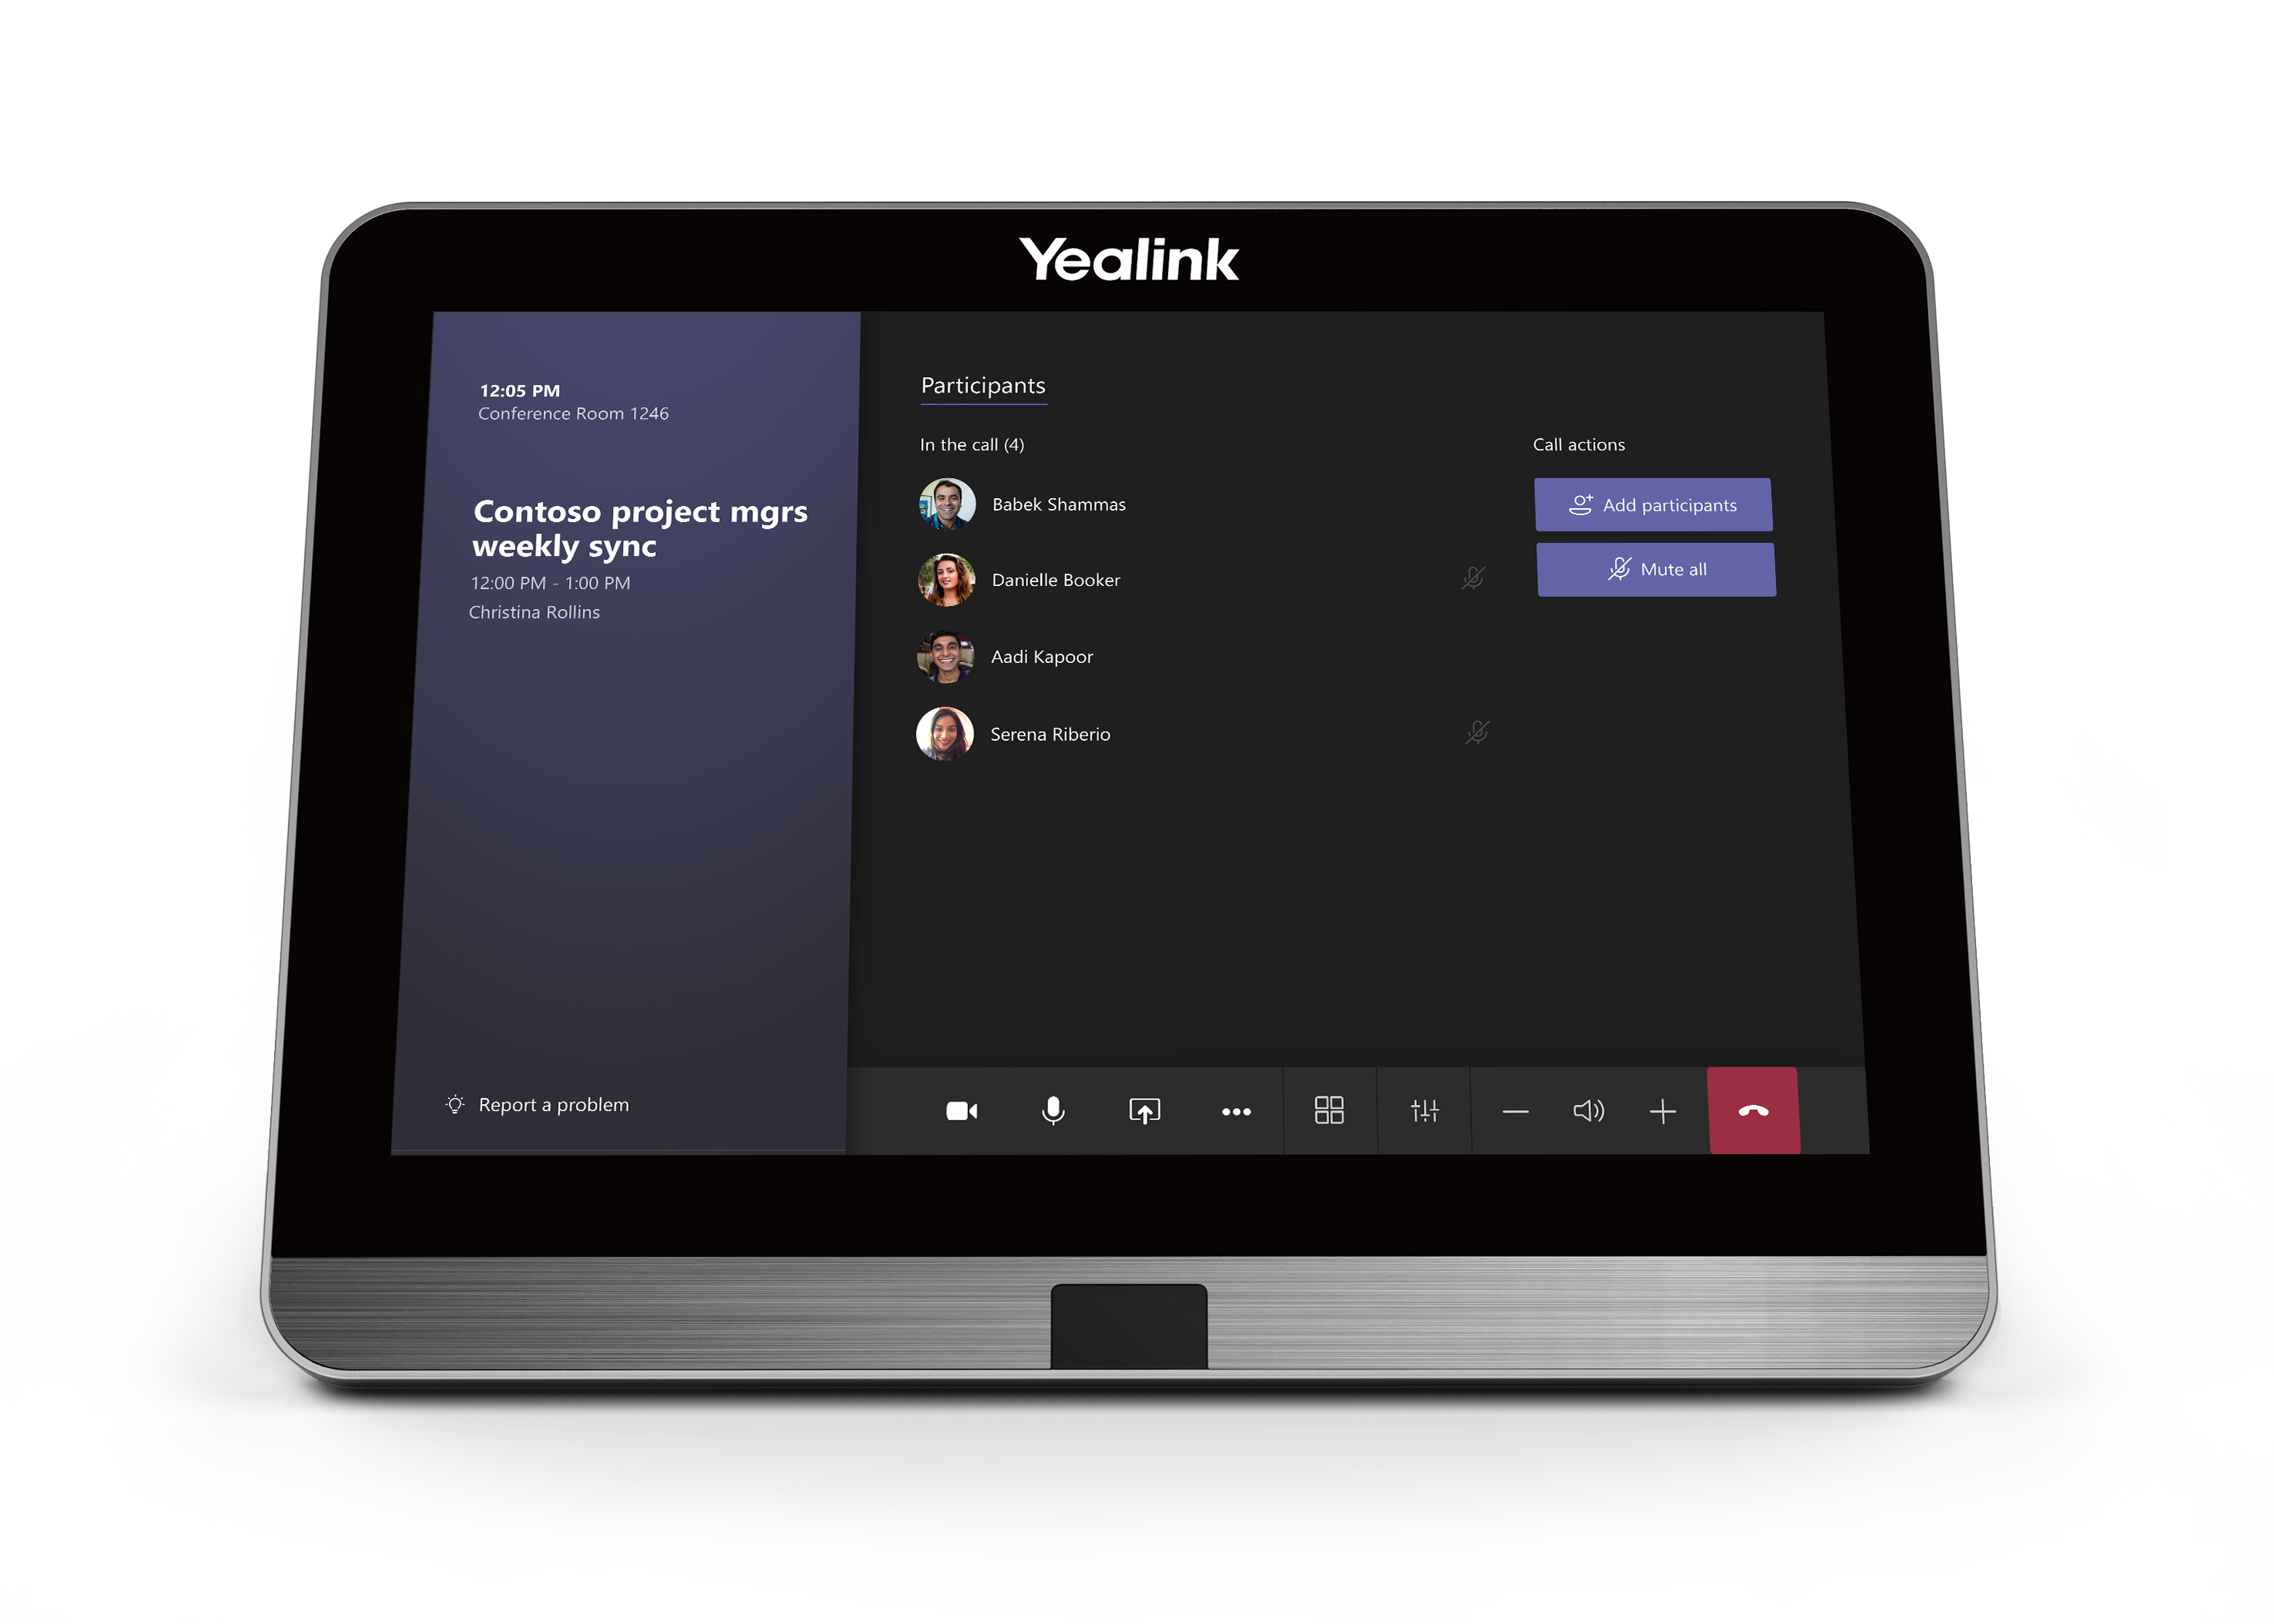 Yealink
12:05 PM
Conference Room 1246
Contoso project mgrs
weekly sync
12:00 PM - 1:00 PM
Christina Rollins
Report a problem
Participants
In the call (4)
Babek Shammas
Danielle Booker
Aadi Kapoor
Serena Riberio
Call actions
Add participants
Mute all